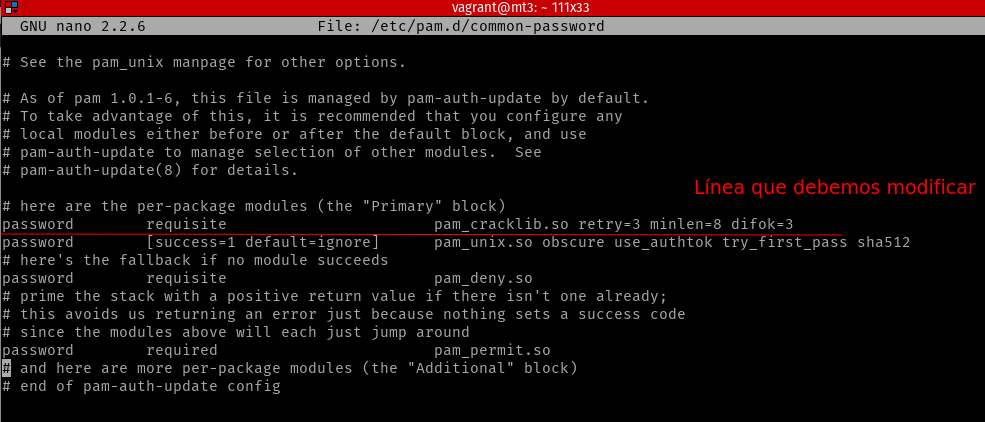 vagrant@mt3: ~ 111x33
GNU nano 2.2.6 File: /etc/pam.d/common-password
# See the pam_unix manpage for other options.
# As of pam 1.0.1-6, this file is managed by pam-auth-update by default.
# To take advantage of this, it is recommended that you configure any
# local modules either before or after the default block, and use
# pam-auth-update to manage selection of other modules.  See
# pam-auth-update(8) for details.
Línea que debemos modificar
# here are the per-package modules (the "Primary" block)
password        requisite                       pam_cracklib.so retry=3 minlen=8 difok=3
password        [success=1 default=ignore]      pam_unix.so obscure use_authtok try_first_pass sha512
# here's the fallback if no module succeeds
password        requisite                       pam_deny.so
# prime the stack with a positive return value if there isn't one already;
# this avoids us returning an error just because nothing sets a success code
# since the modules above will each just jump around
password        required                        pam_permit.so
# and here are more per-package modules (the "Additional" block)
# end of pam-auth-update config